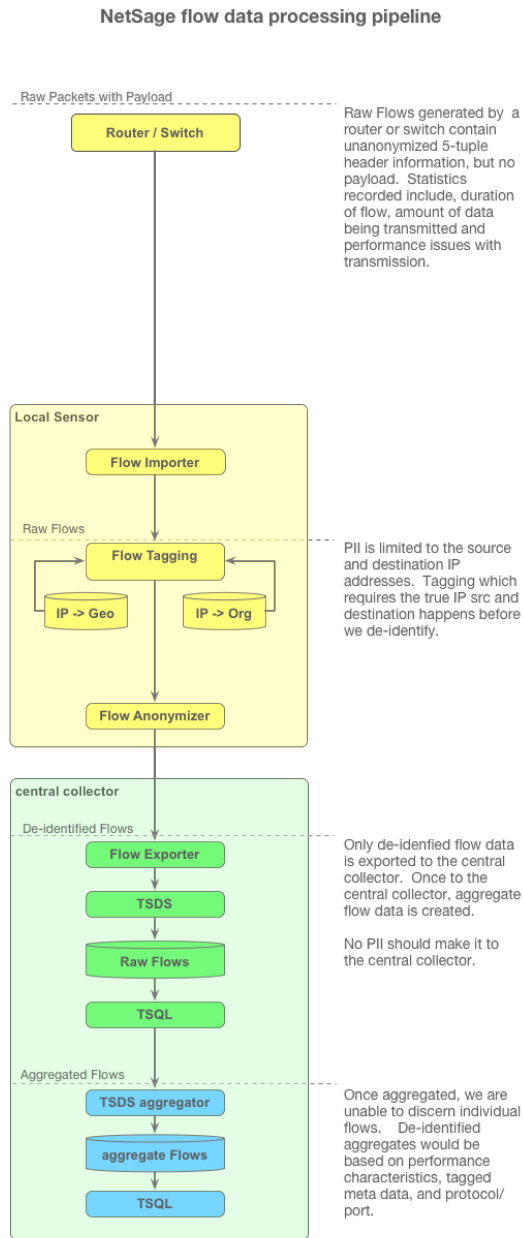 NetSage flow data processing pipeline
Raw Packets with Payload
Router / Switch
Raw Flows generated by a
router or switch contain
unanonymized 5-tuple
header information, but no
payload. Statistics
recorded include, duration
of flow, amount of data
being transmitted and
performance issues with
transmission.
Local Sensor
Flow Importer
Raw Flows
Flow Tagging
IP -> Geo
IP -> Org
PII is limited to the source
and destination IP
addresses. Tagging which
requires the true IP src and
destination happens before
we de-identify.
Flow Anonymizer
central collector
De-identified Flows
Flow Exporter
TSDS
Raw Flows
TSQL
Only de-idenfied flow data
is exported to the central
collector. Once to the
central collector, aggregate
flow data is created.
No PII should make it to
the central collector.
Aggregated Flows
TSDS aggregator
aggregate Flows
TSQL
Once aggregated, we are
unable to discern individual
flows. De-identified
aggregates would be
based on performance
characteristics, tagged
meta data, and protocol/
port.